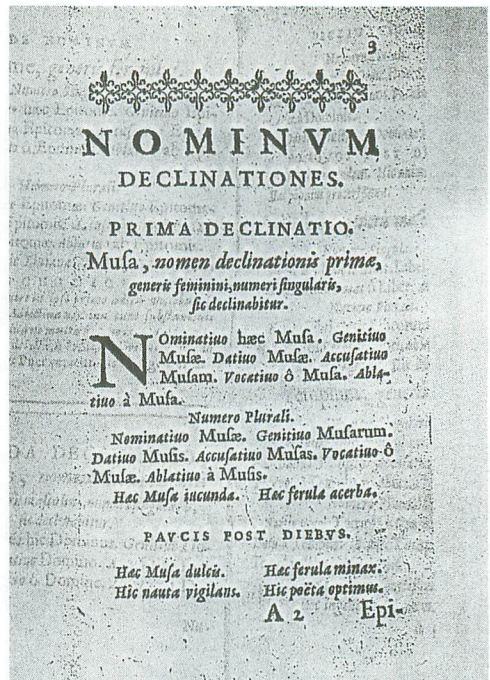 3
NOMINVM
DECLINATIONES.
PRIMA DECLINATIO.
Muſa, nomen declinationis primæ,
generis feminini, numeri ſingularis,
ſic declinabitur.
NOminatiuo hæc Muſa. Genitiuo
Muſæ. Datiuo Muſæ. Accuſatiuo
Muſam. Vocatiuo ô Muſa. Abla-
tiuo à Muſa.
Numero Plurali.
Nominatiuo Muſæ. Genitiuo Muſarum.
Datiuo Muſis. Accuſatiuo Muſas. Vocatiuo ô
Muſæ. Ablatiuo à Muſis.
Hæc Muſa iucunda. Hæc ferula acerba.
PAVCIS POST DIEBVS.
Hæc Muſa dulcis. Hæc ferula minax.
Hic nauta vigilans. Hic poëta optimus.
A 2 Epi-